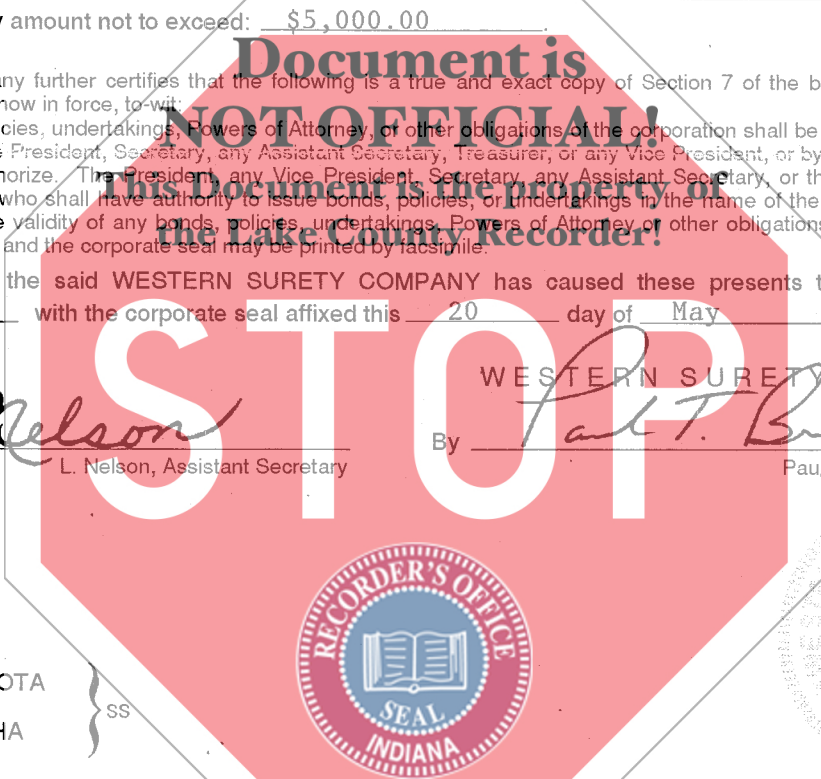 y amount not to exceed: $5,000.00.
Document is
ny further certifies that the following is a true and exact copy of Section 7 of the b
now in force, to-wit:
NOT OFFICIAL!
cies, undertakings, Powers of Attorney, or other obligations of the corporation shall be
President, Secretary, any Assistant Secretary, Treasurer, or any Vice President, or by
horize. The President, any Vice President, Secretary, any Assistant Secretary, or th
This Document is the property of
who shall have authority to issue bonds, policies, or undertakings in the name of the
e validity of any bonds, policies, undertakings, Powers of Attorney or other obligations
the Lake County Recorder!
and the corporate seal may be printed by facsimile.
the said WESTERN SURETY COMPANY has caused these presents t
with the corporate seal affixed this 20 day of May
STOP
WESTERN SURETY
Nelson
By Paul T. B
L. Nelson, Assistant Secretary
Pau
RECORDER'S OFFICE
SEAL
INDIANA
OTA
SS
HA